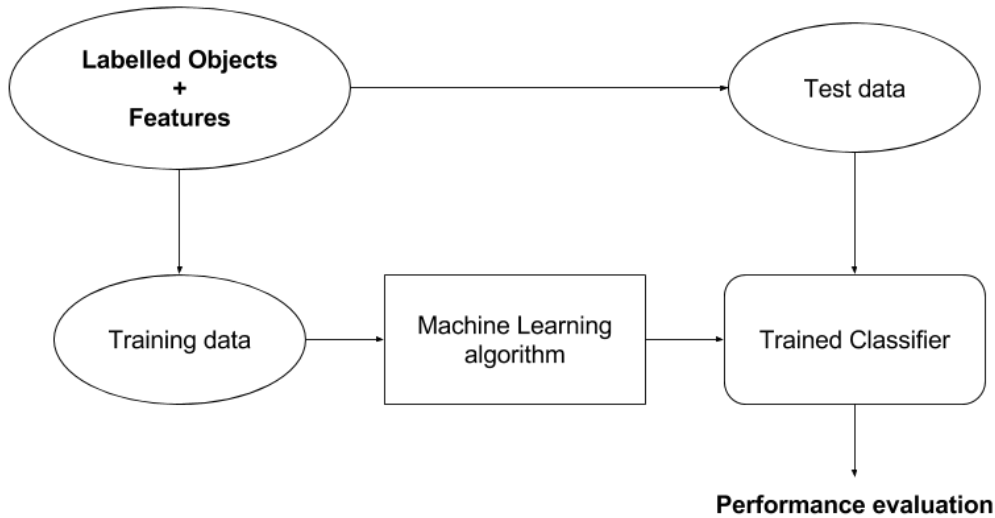 Labelled Objects
+
Features
Test data
Training data
Machine Learning
algorithm
Trained Classifier
Performance evaluation